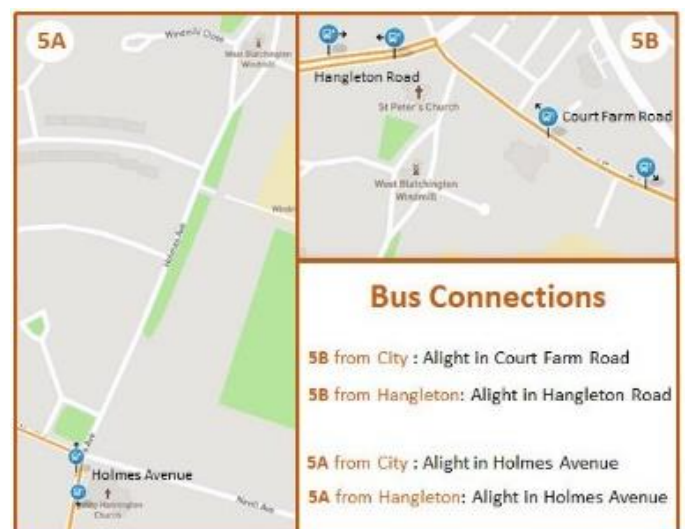 5A
Windmill Close
West Blatchington
Windmill
Holmes Ave
Holmes Avenue
Nevill Ave
Church
5B
Hangleton Road
St Peter's Church
Court Farm Road
West Blatchington
Windmill
Bus Connections
5B from City : Alight in Court Farm Road
5B from Hangleton: Alight in Hangleton Road
5A from City : Alight in Holmes Avenue
5A from Hangleton: Alight in Holmes Avenue